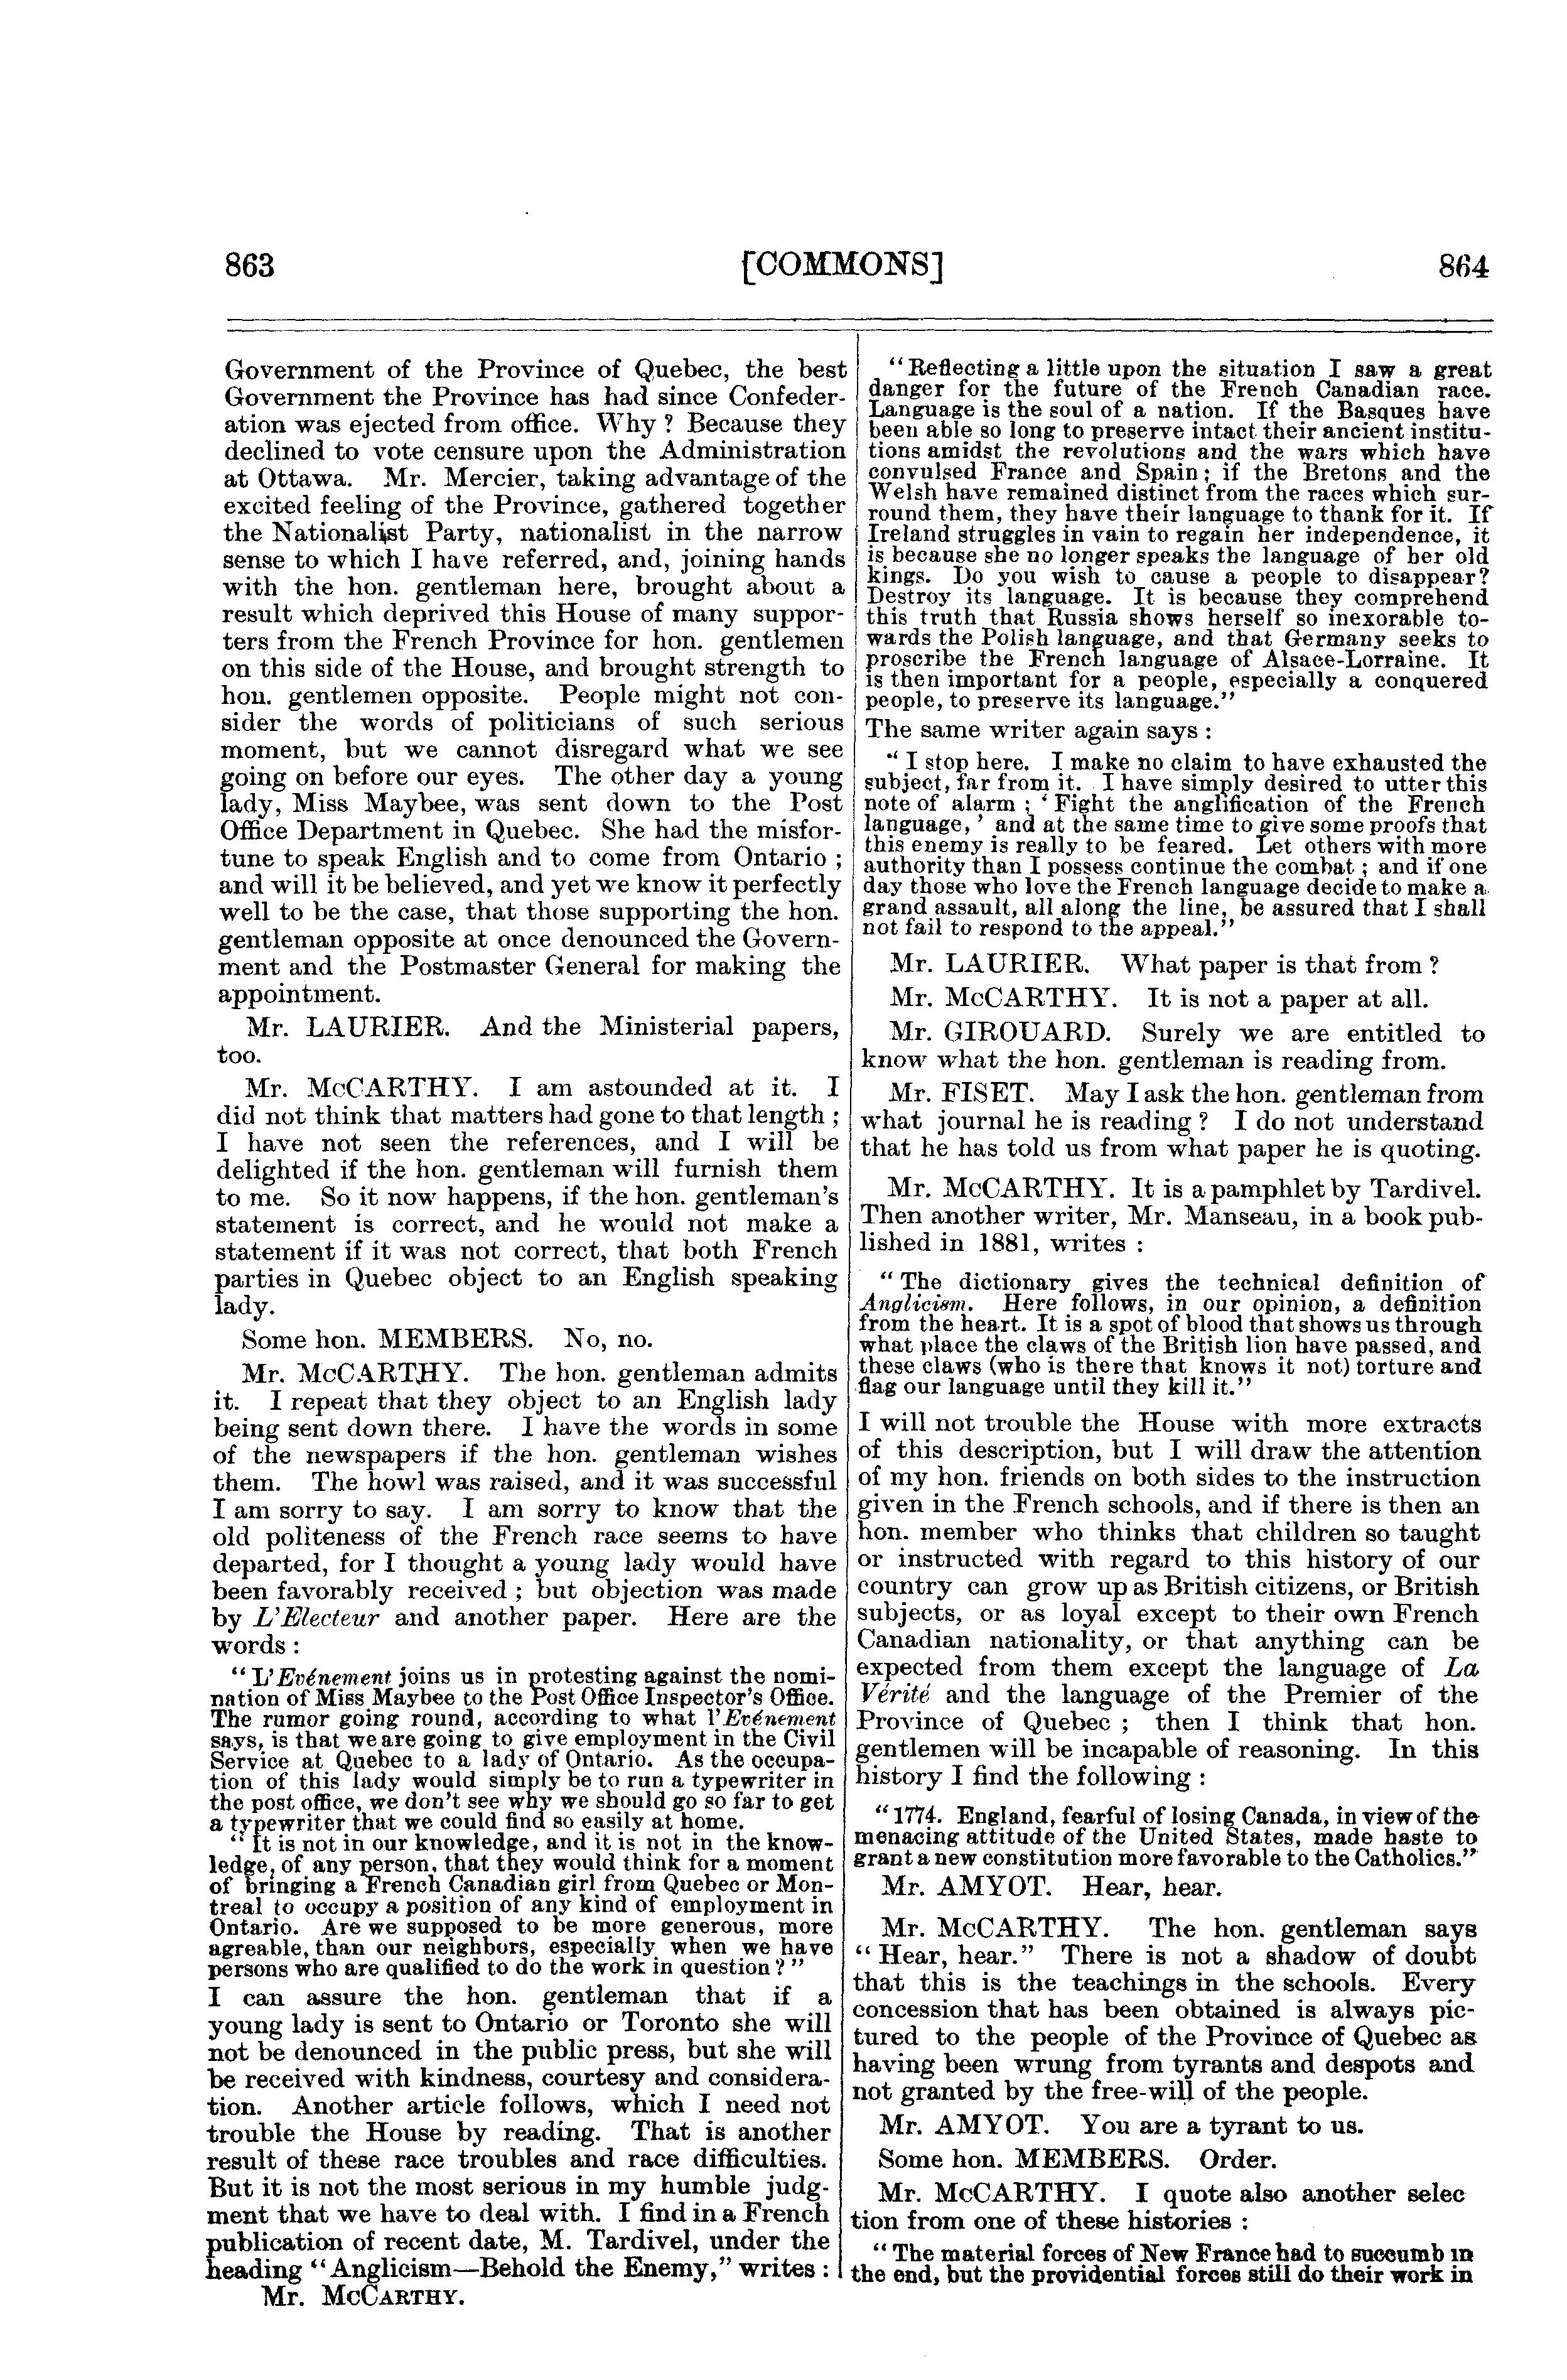 863
[COMMONS]
864
Government of the Province of Quebec, the best
Government the Province has had since Confeder-
ation was ejected from office. Why ? Because they
declined to vote censure upon the Administration
at Ottawa. Mr. Mercier, taking advantage of the
excited feeling of the Province, gathered together
the Nationalist Party, nationalist in the narrow
sense to which I have referred, and, joining hands
with the hon. gentleman here, brought about a
result which deprived this House of many suppor-
ters from the French Province for hon. gentlemen
on this side of the House, and brought strength to
hon. gentlemen opposite. People might not con-
sider the words of politicians of such serious
moment, but we cannot disregard what we see
going on before our eyes. The other day a young
lady, Miss Maybee, was sent down to the Post
Office Department in Quebec. She had the misfor-
tune to speak English and to come from Ontario ;
and will it be believed, and yet we know it perfectly
well to be the case, that those supporting the hon.
gentleman opposite at once denounced the Govern-
ment and the Postmaster General for making the
appointment.
Mr. LAURIER. And the Ministerial papers,
too.
Mr. McCARTHY. I am astounded at it. I
did not think that matters had gone to that length ;
I have not seen the references, and I will be
delighted if the hon. gentleman will furnish them
to me. So it now happens, if the hon. gentleman's
statement is correct, and he would not make a
statement if it was not correct, that both French
parties in Quebec object to an English speaking
lady.
Some hon. MEMBERS. No, no.
Mr. McCARTHY. The hon. gentleman admits
it. I repeat that they object to an English lady
being sent down there. I have the words in some
of the newspapers if the hon. gentleman wishes
them. The howl was raised, and it was successful
I am sorry to say. I am sorry to know that the
old politeness of the French race seems to have
departed, for I thought a young lady would have
been favorably received ; but objection was made
by L'Electeur and another paper. Here are the
words :
"L'Evénement joins us in protesting against the nomi-
nation of Miss Maybee to the Post Office Inspector's Office.
The rumor going round, according to what l'Evénement
says, is that we are going to give employment in the Civil
Service at Quebec to a lady of Ontario. As the occupa-
tion of this lady would simply be to run a typewriter in
the post office, we don't see why we should go so far to get
a typewriter that we could find so easily at home.
" It is not in our knowledge, and it is not in the know-
ledge, of any person, that they would think for a moment
of bringing a French Canadian girl from Quebec or Mon-
treal to occupy a position of any kind of employment in
Ontario. Are we supposed to be more generous, more
agreable, than our neighbors, especially when we have
persons who are qualified to do the work in question ? "
I can assure the hon. gentleman that if a
young lady is sent to Ontario or Toronto she will
not be denounced in the public press, but she will
be received with kindness, courtesy and considera-
tion. Another article follows, which I need not
trouble the House by reading. That is another
result of these race troubles and race difficulties.
But it is not the most serious in my humble judg-
ment that we have to deal with. I find in a French
publication of recent date, M. Tardivel, under the
heading "Anglicism—Behold the Enemy," writes :
Mr. McCARTHY.
"Reflecting a little upon the situation I saw a great
danger for the future of the French Canadian race.
Language is the soul of a nation. If the Basques have
been able so long to preserve intact their ancient institu-
tions amidst the revolutions and the wars which have
convulsed France and Spain; if the Bretons and the
Welsh have remained distinct from the races which sur-
round them, they have their language to thank for it. If
Ireland struggles in vain to regain her independence, it
is because she no longer speaks the language of her old
kings. Do you wish to cause a people to disappear?
Destroy its language. It is because they comprehend
this truth that Russia shows herself so inexorable to-
wards the Polish language, and that Germany seeks to
proscribe the French language of Alsace-Lorraine. It
is then important for a people, especially a conquered
people, to preserve its language."
The same writer again says :
" I stop here. I make no claim to have exhausted the
subject, far from it. I have simply desired to utter this
note of alarm ; ' Fight the anglification of the French
language, ' and at the same time to give some proofs that
this enemy is really to be feared. Let others with more
authority than I possess continue the combat ; and if one
day those who love the French language decide to make a
grand assault, all along the line, be assured that I shall
not fail to respond to the appeal."
Mr. LAURIER. What paper is that from ?
Mr. McCARTHY. It is not a paper at all.
Mr. GIROUARD. Surely we are entitled to
know what the hon. gentleman is reading from.
Mr. FISET. May I ask the hon. gentleman from
what journal he is reading ? I do not understand
that he has told us from what paper he is quoting.
Mr. McCARTHY. It is a pamphlet by Tardivel.
Then another writer, Mr. Manseau, in a book pub-
lished in 1881, writes :
" The dictionary gives the technical definition of
Anglicism. Here follows, in our opinion, a definition
from the heart. It is a spot of blood that shows us through
what place the claws of the British lion have passed, and
these claws (who is there that knows it not) torture and
flag our language until they kill it."
I will not trouble the House with more extracts
of this description, but I will draw the attention
of my hon. friends on both sides to the instruction
given in the French schools, and if there is then an
hon. member who thinks that children so taught
or instructed with regard to this history of our
country can grow up as British citizens, or British
subjects, or as loyal except to their own French
Canadian nationality, or that anything can be
expected from them except the language of La
Vérité and the language of the Premier of the
Province of Quebec ; then I think that hon.
gentlemen will be incapable of reasoning. In this
history I find the following :
"1774. England, fearful of losing Canada, in view of the
menacing attitude of the United States, made haste to
grant a new constitution more favorable to the Catholics."
Mr. AMYOT. Hear, hear.
Mr. McCARTHY. The hon. gentleman says
" Hear, hear." There is not a shadow of doubt
that this is the teachings in the schools. Every
concession that has been obtained is always pic-
tured to the people of the Province of Quebec as
having been wrung from tyrants and despots and
not granted by the free-will of the people.
Mr. AMYOT. You are a tyrant to us.
Some hon. MEMBERS. Order.
Mr. McCARTHY. I quote also another selec
tion from one of these histories :
"The material forces of New France had to succumb in
the end, but the providential forces still do their work in